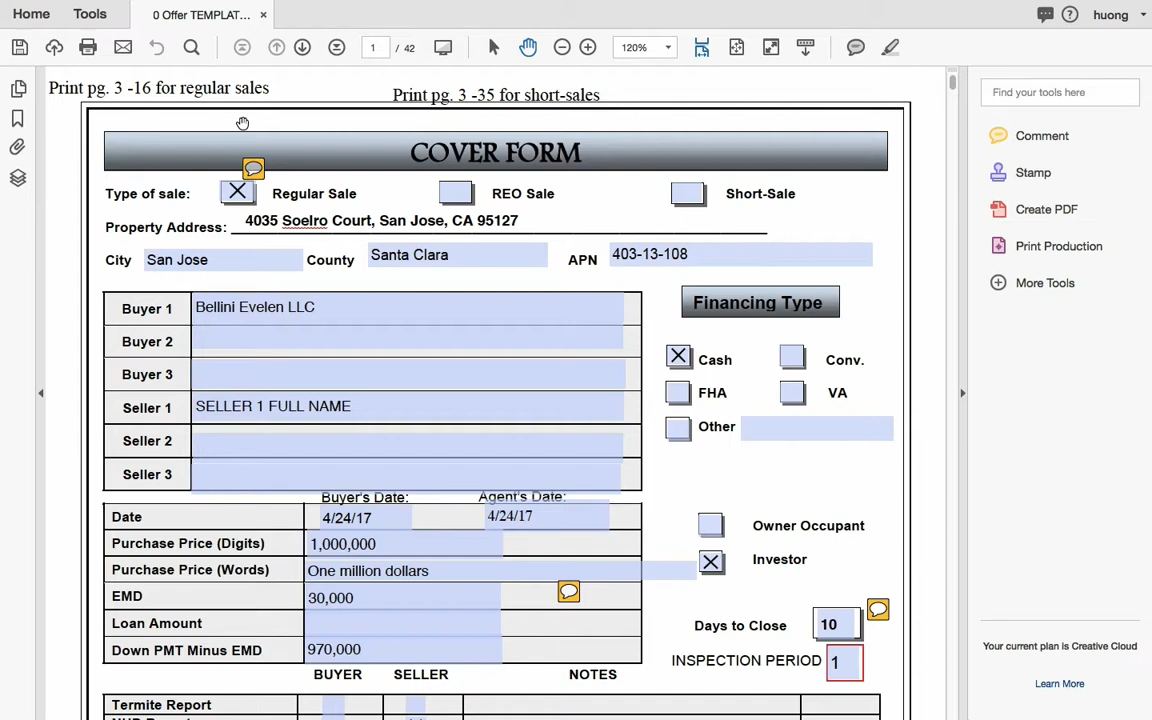 Home Tools 0 Offer TEMPLAT... × huong
1 / 42 120%
Print pg. 3 -16 for regular sales
Print pg. 3 -35 for short-sales
Find your tools here
Comment
Stamp
Create PDF
Print Production
More Tools
COVER FORM
Type of sale: X Regular Sale REO Sale Short-Sale
Property Address: 4035 Soelro Court, San Jose, CA 95127
City San Jose County Santa Clara APN 403-13-108
Buyer 1 Bellini Evelen LLC
Buyer 2
Buyer 3
Seller 1 SELLER 1 FULL NAME
Seller 2
Seller 3
Financing Type
X Cash Conv.
FHA VA
Other
Buyer's Date: Agent's Date:
Date 4/24/17 4/24/17
Purchase Price (Digits) 1,000,000
Purchase Price (Words) One million dollars
EMD 30,000
Loan Amount
Down PMT Minus EMD 970,000
Owner Occupant
X Investor
Days to Close 10
INSPECTION PERIOD 1
BUYER SELLER NOTES
Termite Report
Your current plan is Creative Cloud
Learn More